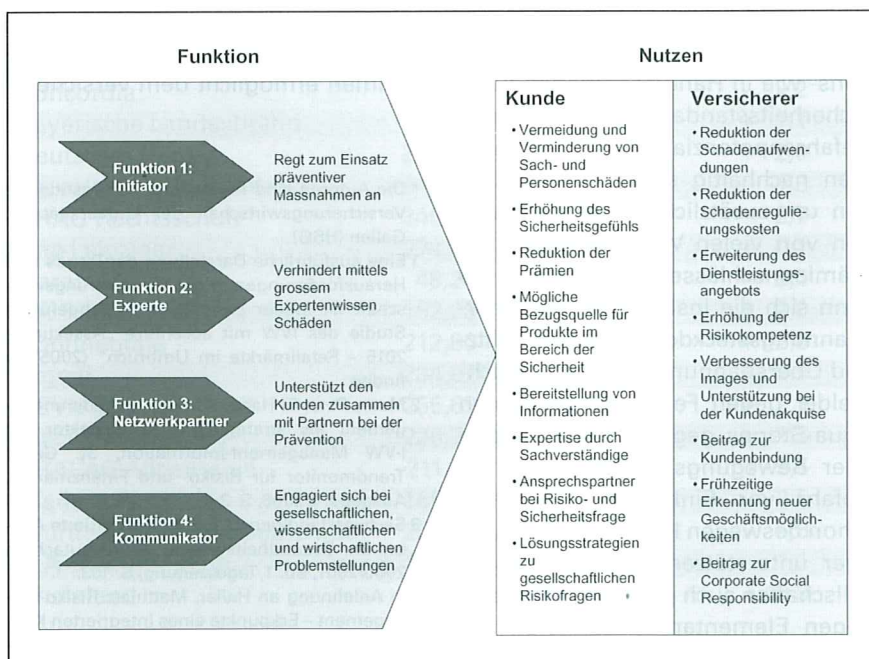 Funktion
Funktion 1:
Initiator
Regt zum Einsatz
präventiver
Massnahmen an
Funktion 2:
Experte
Verhindert mittels
grossem
Expertenwissen
Schäden
Funktion 3:
Netzwerkpartner
Unterstützt den
Kunden zusammen
mit Partnern bei der
Prävention
Funktion 4:
Kommunikator
Engagiert sich bei
gesellschaftlichen,
wissenschaftlichen
und wirtschaftlichen
Problemstellungen
Nutzen
Kunde
• Vermeidung und
Verminderung von
Sach- und
Personenschäden
• Erhöhung des
Sicherheitsgefühls
• Reduktion der
Prämien
• Mögliche
Bezugsquelle für
Produkte im
Bereich der
Sicherheit
• Bereitstellung von
Informationen
• Expertise durch
Sachverständige
• Ansprechspartner
bei Risiko- und
Sicherheitsfrage
• Lösungsstrategien
zu
gesellschaftlichen
Risikofragen
Versicherer
• Reduktion der
Schadenaufwen-
dungen
• Reduktion der
Schadenregulie-
rungskosten
• Erweiterung des
Dienstleistungs-
angebots
• Erhöhung der
Risikokompetenz
• Verbesserung des
Images und
Unterstützung bei
der Kundenakquise
• Beitrag zur
Kundenbindung
• Frühzeitige
Erkennung neuer
Geschäftsmöglich-
keiten
• Beitrag zur
Corporate Social
Responsibility